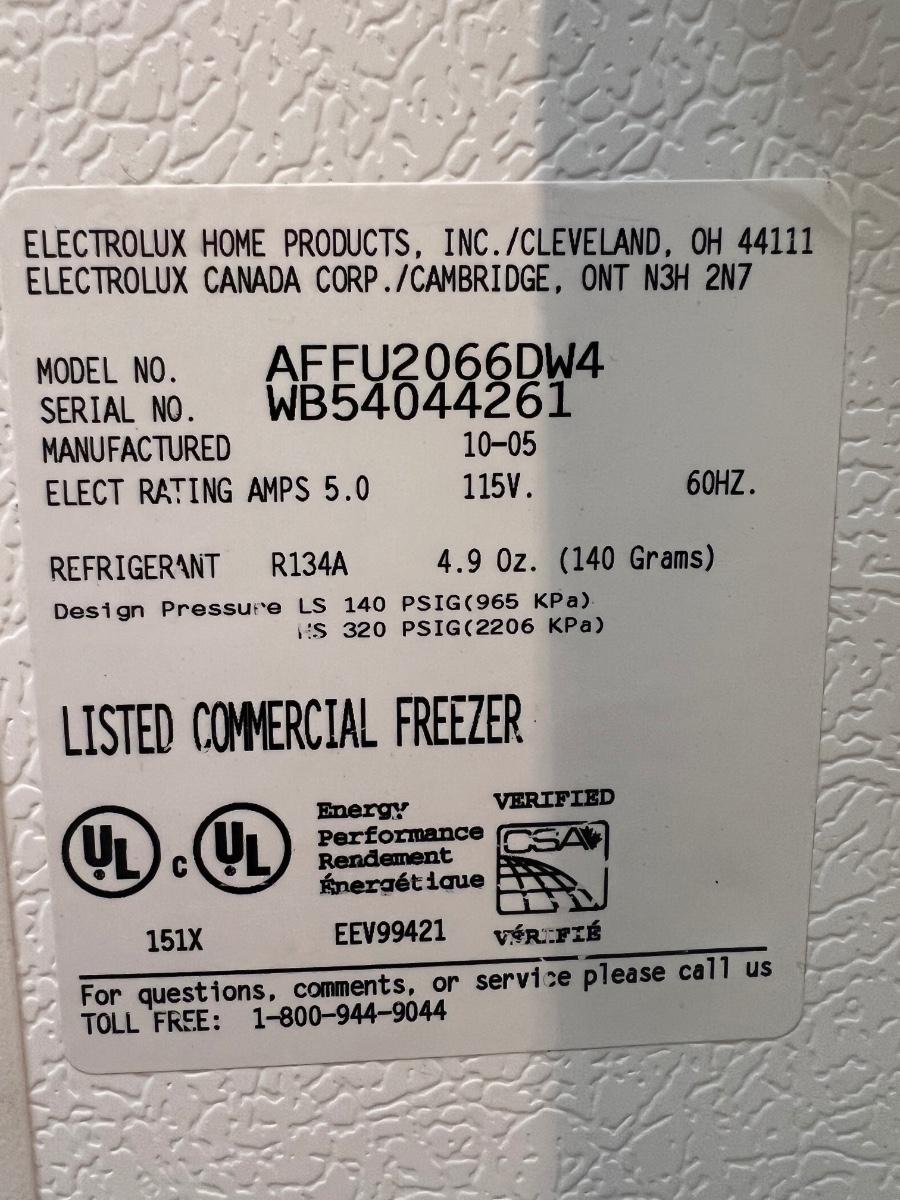 ELECTROLUX HOME PRODUCTS, INC./CLEVELAND, OH 44111
ELECTROLUX CANADA CORP./CAMBRIDGE, ONT N3H 2N7
MODEL NO. AFFU2066DW4
SERIAL NO. WB54044261
MANUFACTURED 10-05
ELECT RATING AMPS 5.0 115V. 60HZ.
REFRIGERANT R134A 4.9 Oz. (140 Grams)
Design Pressure LS 140 PSIG(965 KPa)
HS 320 PSIG(2206 KPa)
LISTED COMMERCIAL FREEZER
UL ® C UL ®
Energy
Performance
Rendement
Énergétique
VERIFIED
CSA
VÉRIFIÉ
151X EEV99421
For questions, comments, or service please call us
TOLL FREE: 1-800-944-9044